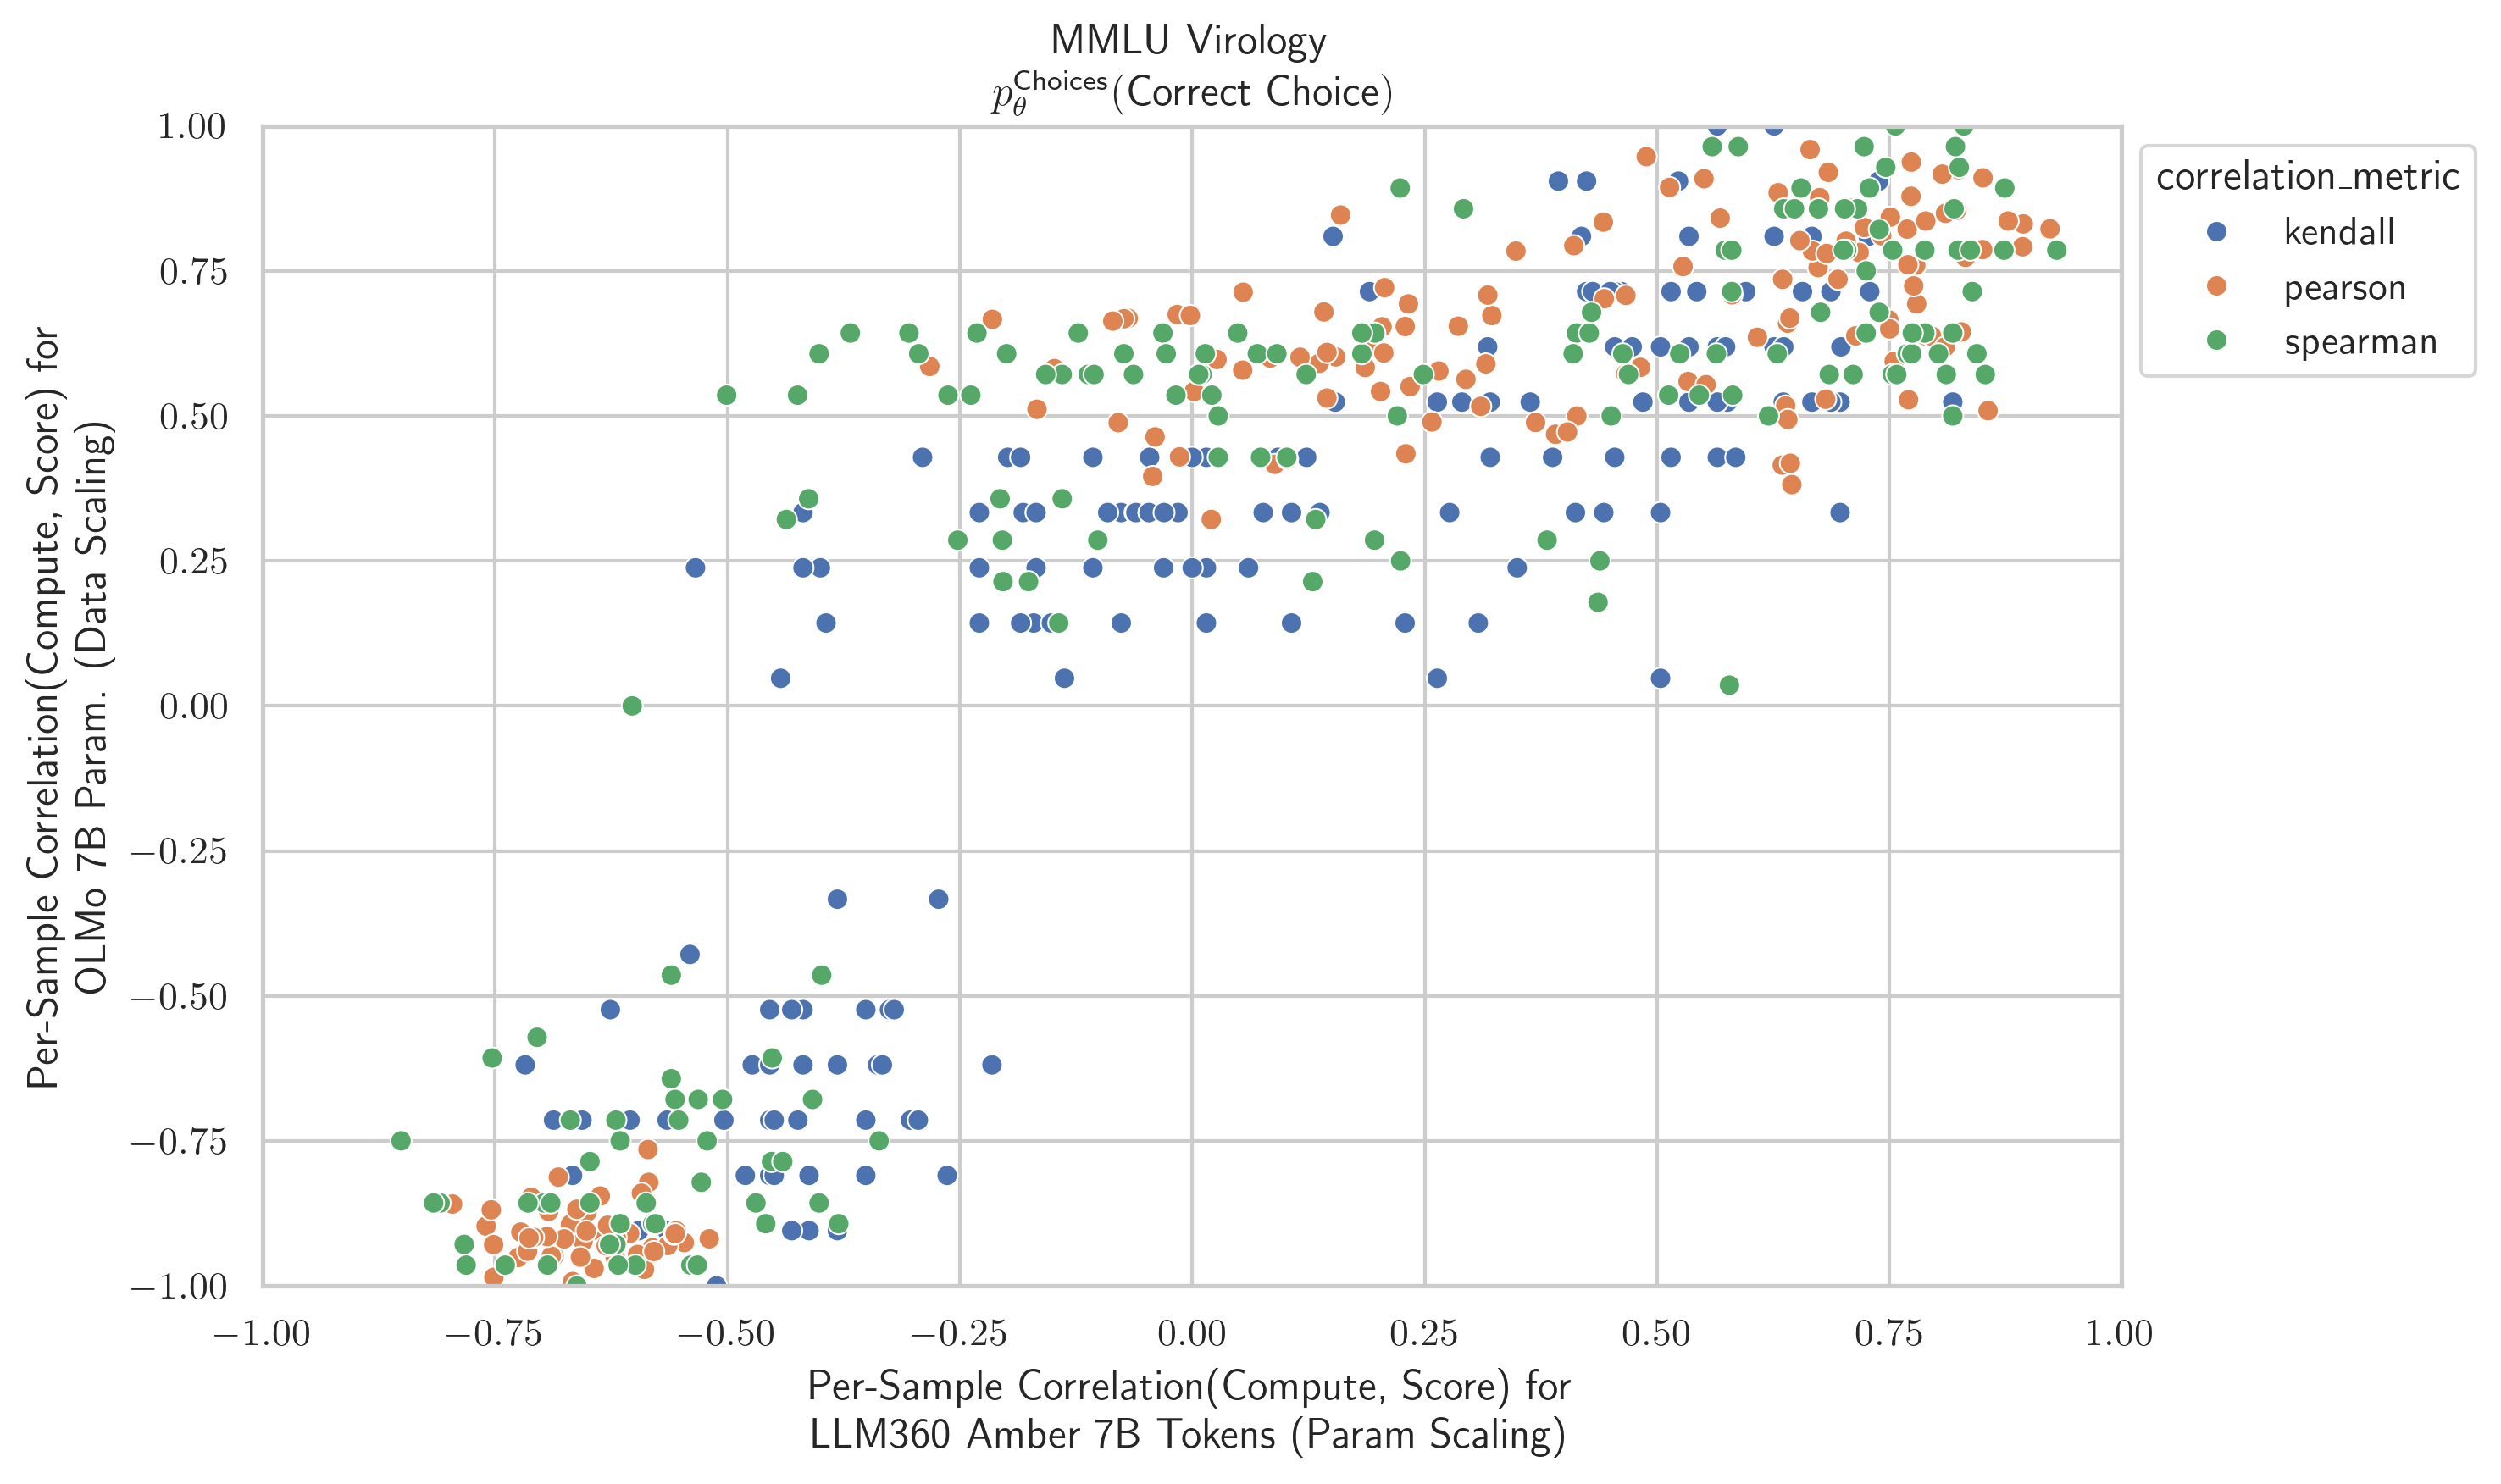 MMLU Virology
p_θ^Choices(Correct Choice)
1.00
0.75
0.50
0.25
0.00
−0.25
−0.50
−0.75
−1.00
Per-Sample Correlation(Compute, Score) for
OLMo 7B Param. (Data Scaling)
−1.00 −0.75 −0.50 −0.25 0.00 0.25 0.50 0.75 1.00
Per-Sample Correlation(Compute, Score) for
LLM360 Amber 7B Tokens (Param Scaling)
correlation_metric
kendall
pearson
spearman